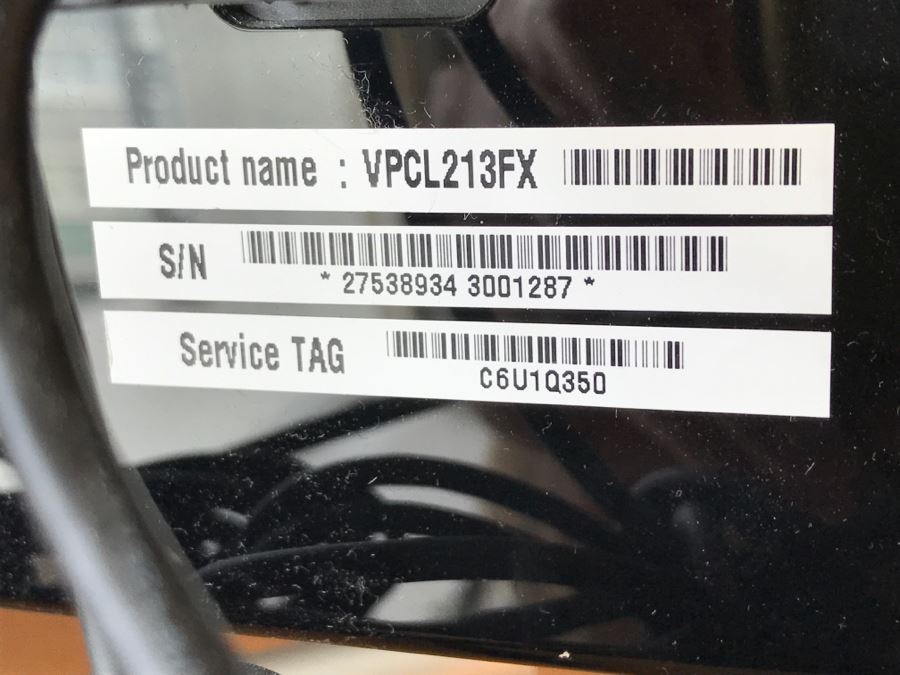 Product name : VPCL213FX
S/N
* 27538934 3001287 *
Service TAG
C6U1Q350